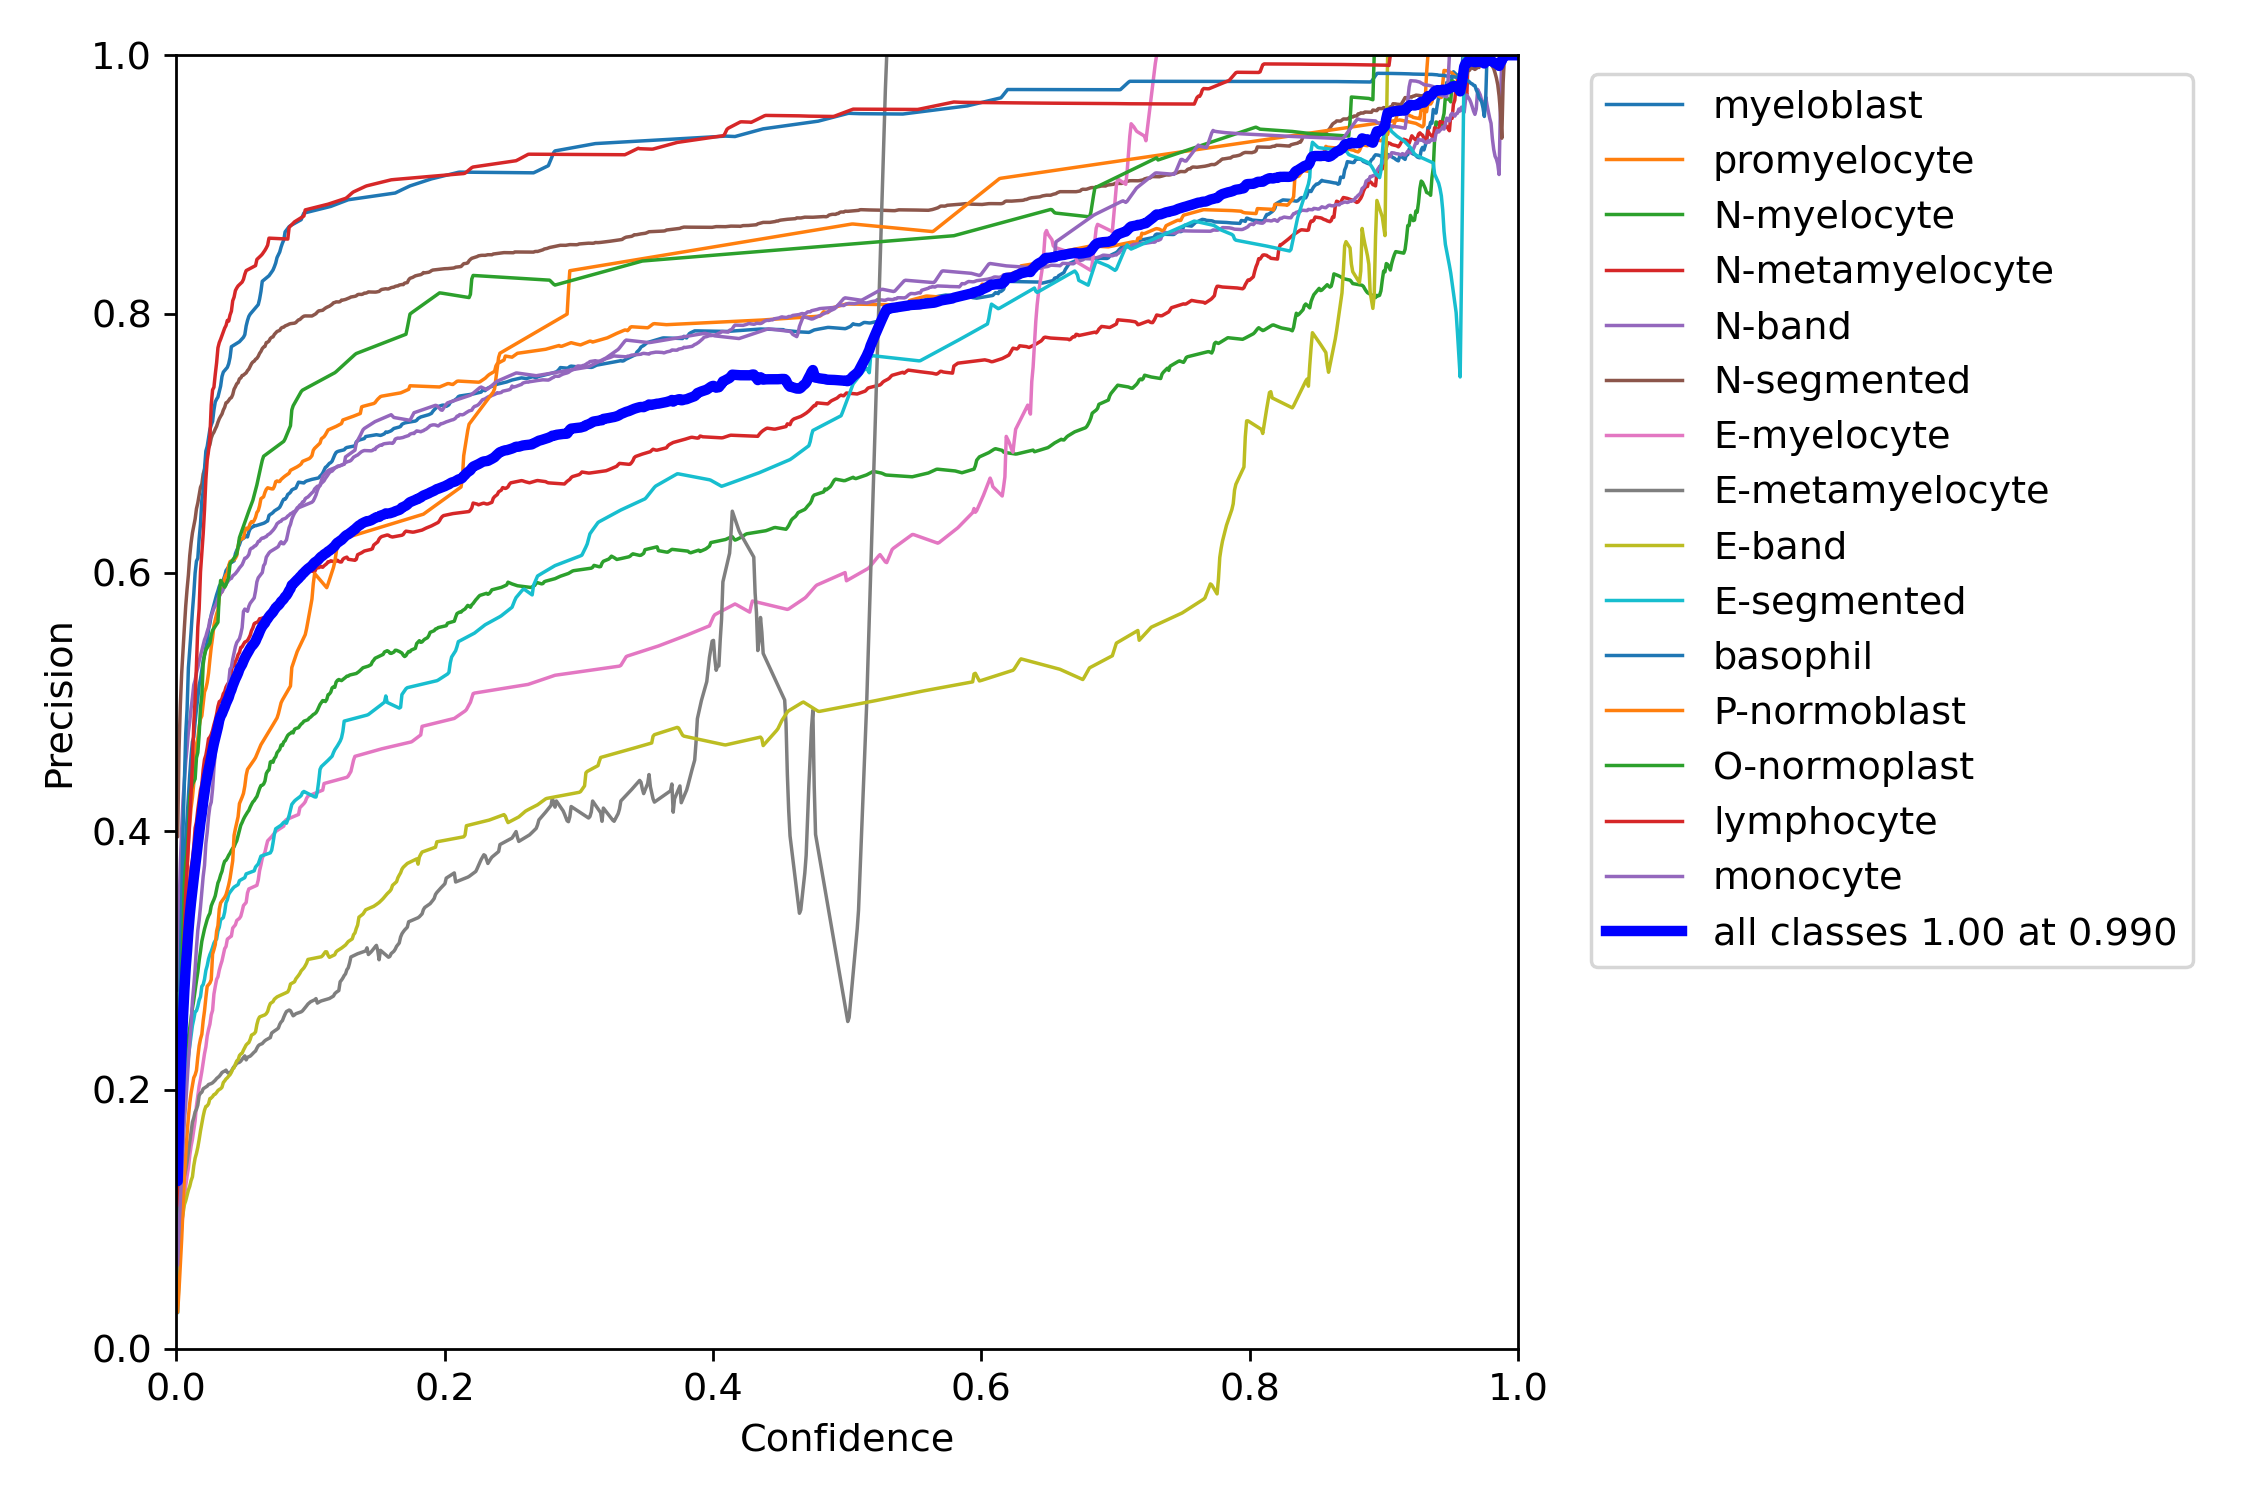 1.0
0.8
0.6
0.4
0.2
0.0
Precision
0.0 0.2 0.4 0.6 0.8 1.0
Confidence
myeloblast
promyelocyte
N-myelocyte
N-metamyelocyte
N-band
N-segmented
E-myelocyte
E-metamyelocyte
E-band
E-segmented
basophil
P-normoblast
O-normoplast
lymphocyte
monocyte
all classes 1.00 at 0.990